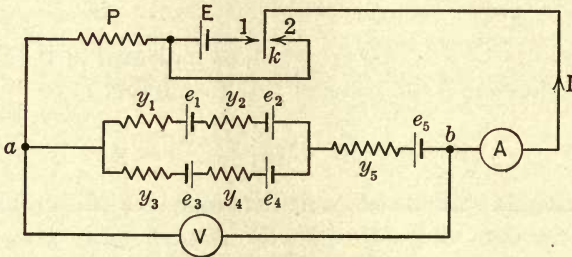 P E 1 2
k
I
y₁ e₁ y₂ e₂
e₅
a b A
y₃ e₃ y₄ e₄ y₅
V